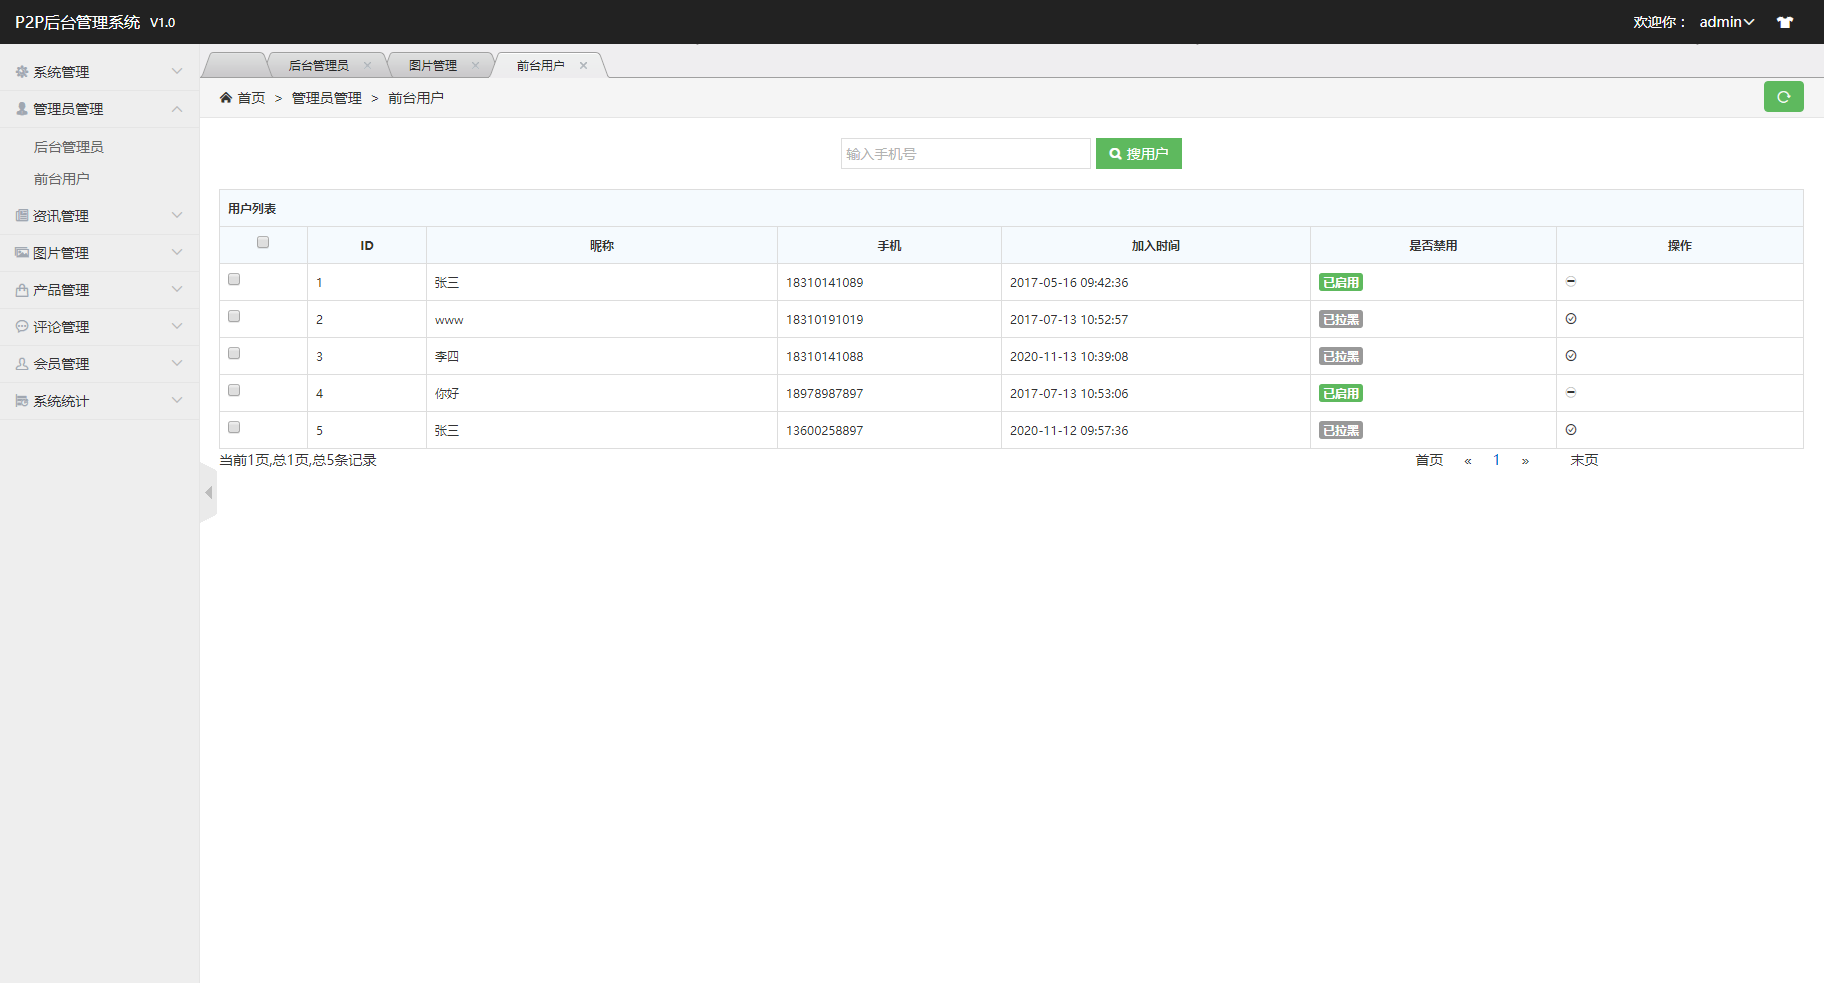 P2P后台管理系统 V1.0
欢迎你： admin
系统管理
管理员管理
后台管理员
前台用户
资讯管理
图片管理
产品管理
评论管理
会员管理
系统统计
后台管理员 图片管理 前台用户
首页 > 管理员管理 > 前台用户
输入手机号 搜用户
用户列表
ID 昵称 手机 加入时间 是否禁用 操作
1 张三 18310141089 2017-05-16 09:42:36 已启用
2 www 18310191019 2017-07-13 10:52:57 已拉黑
3 李四 18310141088 2020-11-13 10:39:08 已拉黑
4 你好 18978987897 2017-07-13 10:53:06 已启用
5 张三 13600258897 2020-11-12 09:57:36 已拉黑
当前1页,总1页,总5条记录 首页 « 1 » 末页